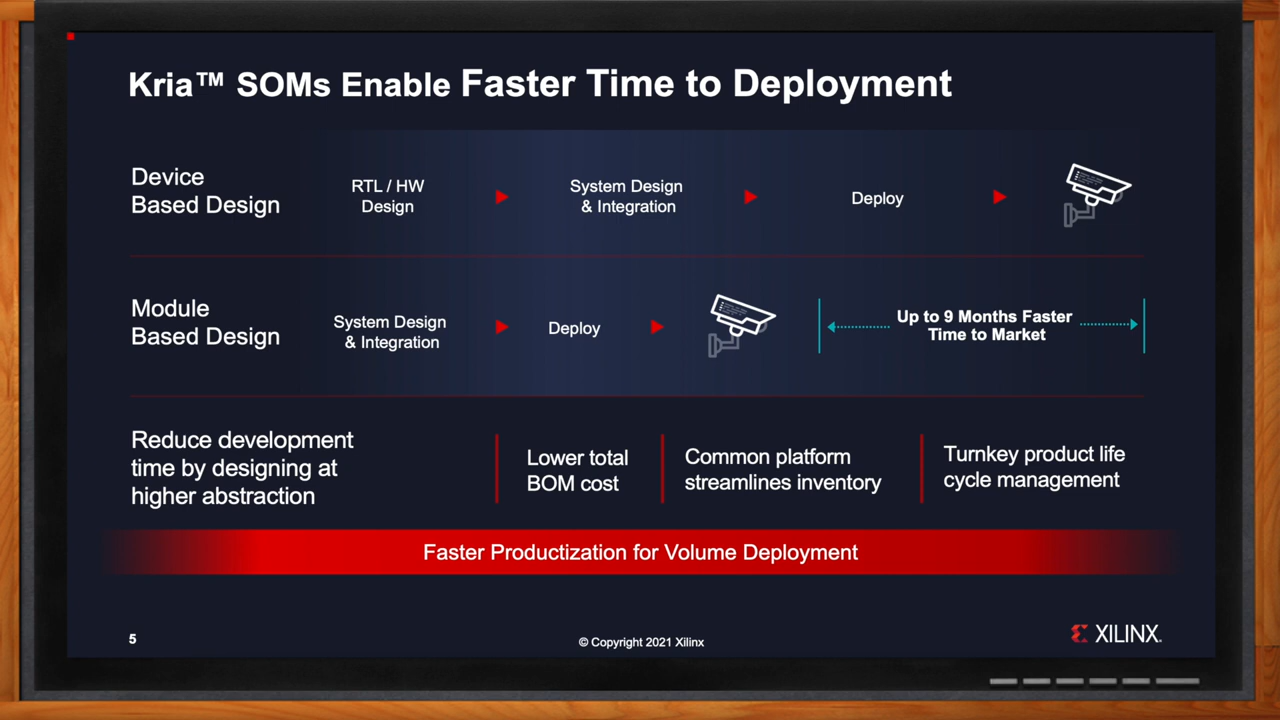 Kria™ SOMs Enable Faster Time to Deployment
Device
Based Design
RTL / HW
Design
System Design
& Integration
Deploy
Module
Based Design
System Design
& Integration
Deploy
Up to 9 Months Faster
Time to Market
Reduce development
time by designing at
higher abstraction
Lower total
BOM cost
Common platform
streamlines inventory
Turnkey product life
cycle management
Faster Productization for Volume Deployment
5
© Copyright 2021 Xilinx
XILINX.